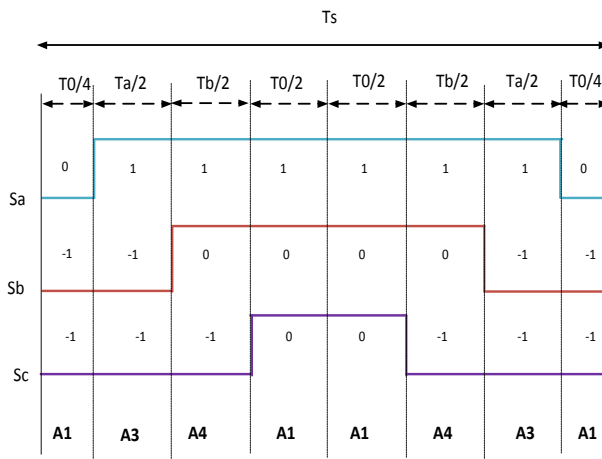 Ts
T0/4 Ta/2 Tb/2 T0/2 T0/2 Tb/2 Ta/2 T0/4
0 1 1 1 1 1 1 0
Sa
-1 -1 0 0 0 0 -1 -1
Sb
-1 -1 -1 0 0 -1 -1 -1
Sc
A1 A3 A4 A1 A1 A4 A3 A1